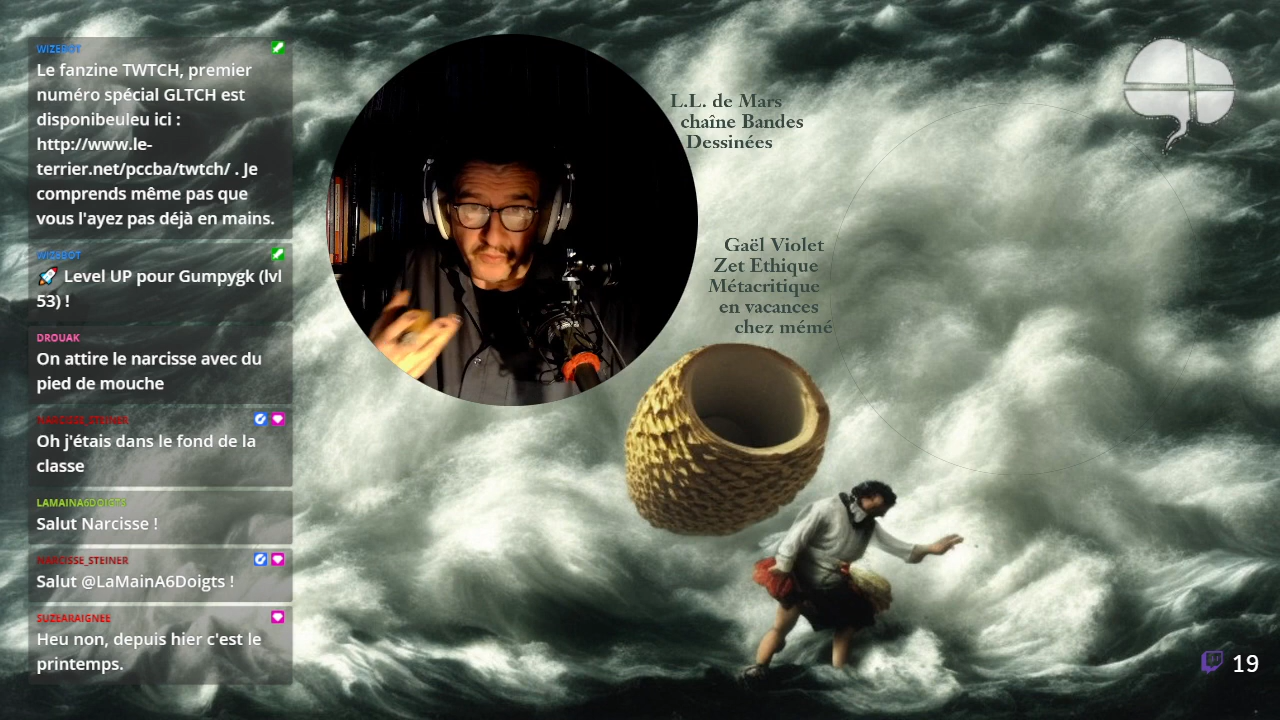 WIZEBOT
Le fanzine TWTCH, premier
numéro spécial GLTCH est
disponibeuleu ici :
http://www.le-
terrier.net/pccba/twtch/ . Je
comprends même pas que
vous l'ayez pas déjà en mains.
WIZEBOT
🚀 Level UP pour Gumpygk (lvl
53) !
DROUAK
On attire le narcisse avec du
pied de mouche
NARCISSE_STEINER
Oh j'étais dans le fond de la
classe
LAMAINA6DOIGTS
Salut Narcisse !
NARCISSE_STEINER
Salut @LaMainA6Doigts !
SUZEARAIGNEE
Heu non, depuis hier c'est le
printemps.
L.L. de Mars
chaîne Bandes
Dessinées
Gaël Violet
Zet Ethique
Métacritique
en vacances
chez mémé
19